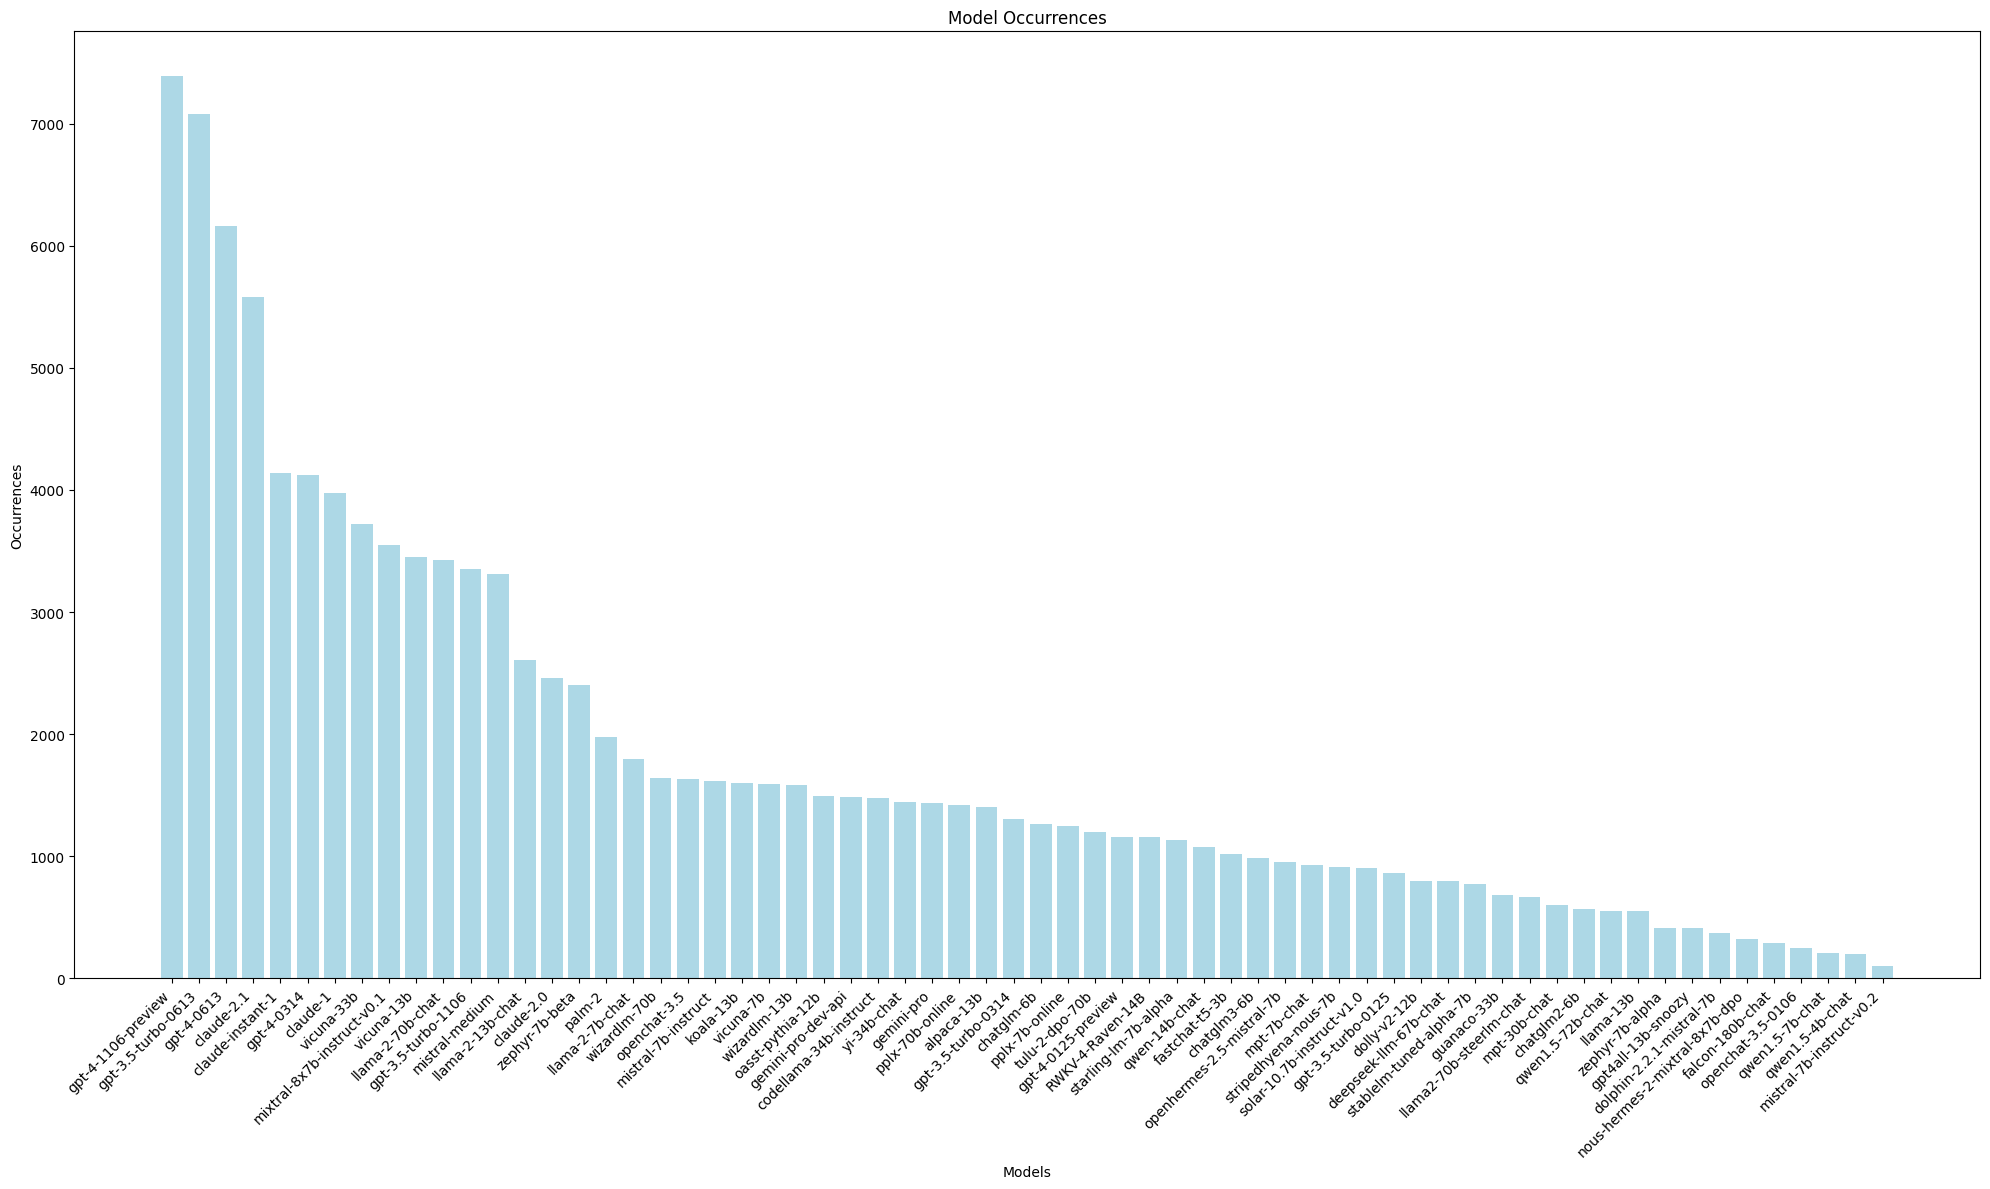 Model Occurrences
Occurrences
7000
6000
5000
4000
3000
2000
1000
0
gpt-4-1106-preview
gpt-3.5-turbo-0613
gpt-4-0613
claude-2.1
claude-instant-1
gpt-4-0314
claude-1
vicuna-33b
mixtral-8x7b-instruct-v0.1
vicuna-13b
llama-2-70b-chat
gpt-3.5-turbo-1106
mistral-medium
llama-2-13b-chat
claude-2.0
zephyr-7b-beta
palm-2
llama-2-7b-chat
wizardlm-70b
openchat-3.5
mistral-7b-instruct
koala-13b
vicuna-7b
wizardlm-13b
oasst-pythia-12b
gemini-pro-dev-api
codellama-34b-instruct
yi-34b-chat
gemini-pro
pplx-70b-online
alpaca-13b
gpt-3.5-turbo-0314
chatglm-6b
pplx-7b-online
tulu-2-dpo-70b
gpt-4-0125-preview
RWKV-4-Raven-14B
starling-lm-7b-alpha
qwen-14b-chat
fastchat-t5-3b
chatglm3-6b
openhermes-2.5-mistral-7b
mpt-7b-chat
stripedhyena-nous-7b
solar-10.7b-instruct-v1.0
gpt-3.5-turbo-0125
dolly-v2-12b
deepseek-llm-67b-chat
stablelm-tuned-alpha-7b
guanaco-33b
llama2-70b-steerlm-chat
mpt-30b-chat
chatglm2-6b
qwen1.5-72b-chat
llama-13b
zephyr-7b-alpha
gpt4all-13b-snoozy
dolphin-2.2.1-mistral-7b
nous-hermes-2-mixtral-8x7b-dpo
falcon-180b-chat
openchat-3.5-0106
qwen1.5-7b-chat
qwen1.5-4b-chat
mistral-7b-instruct-v0.2
Models